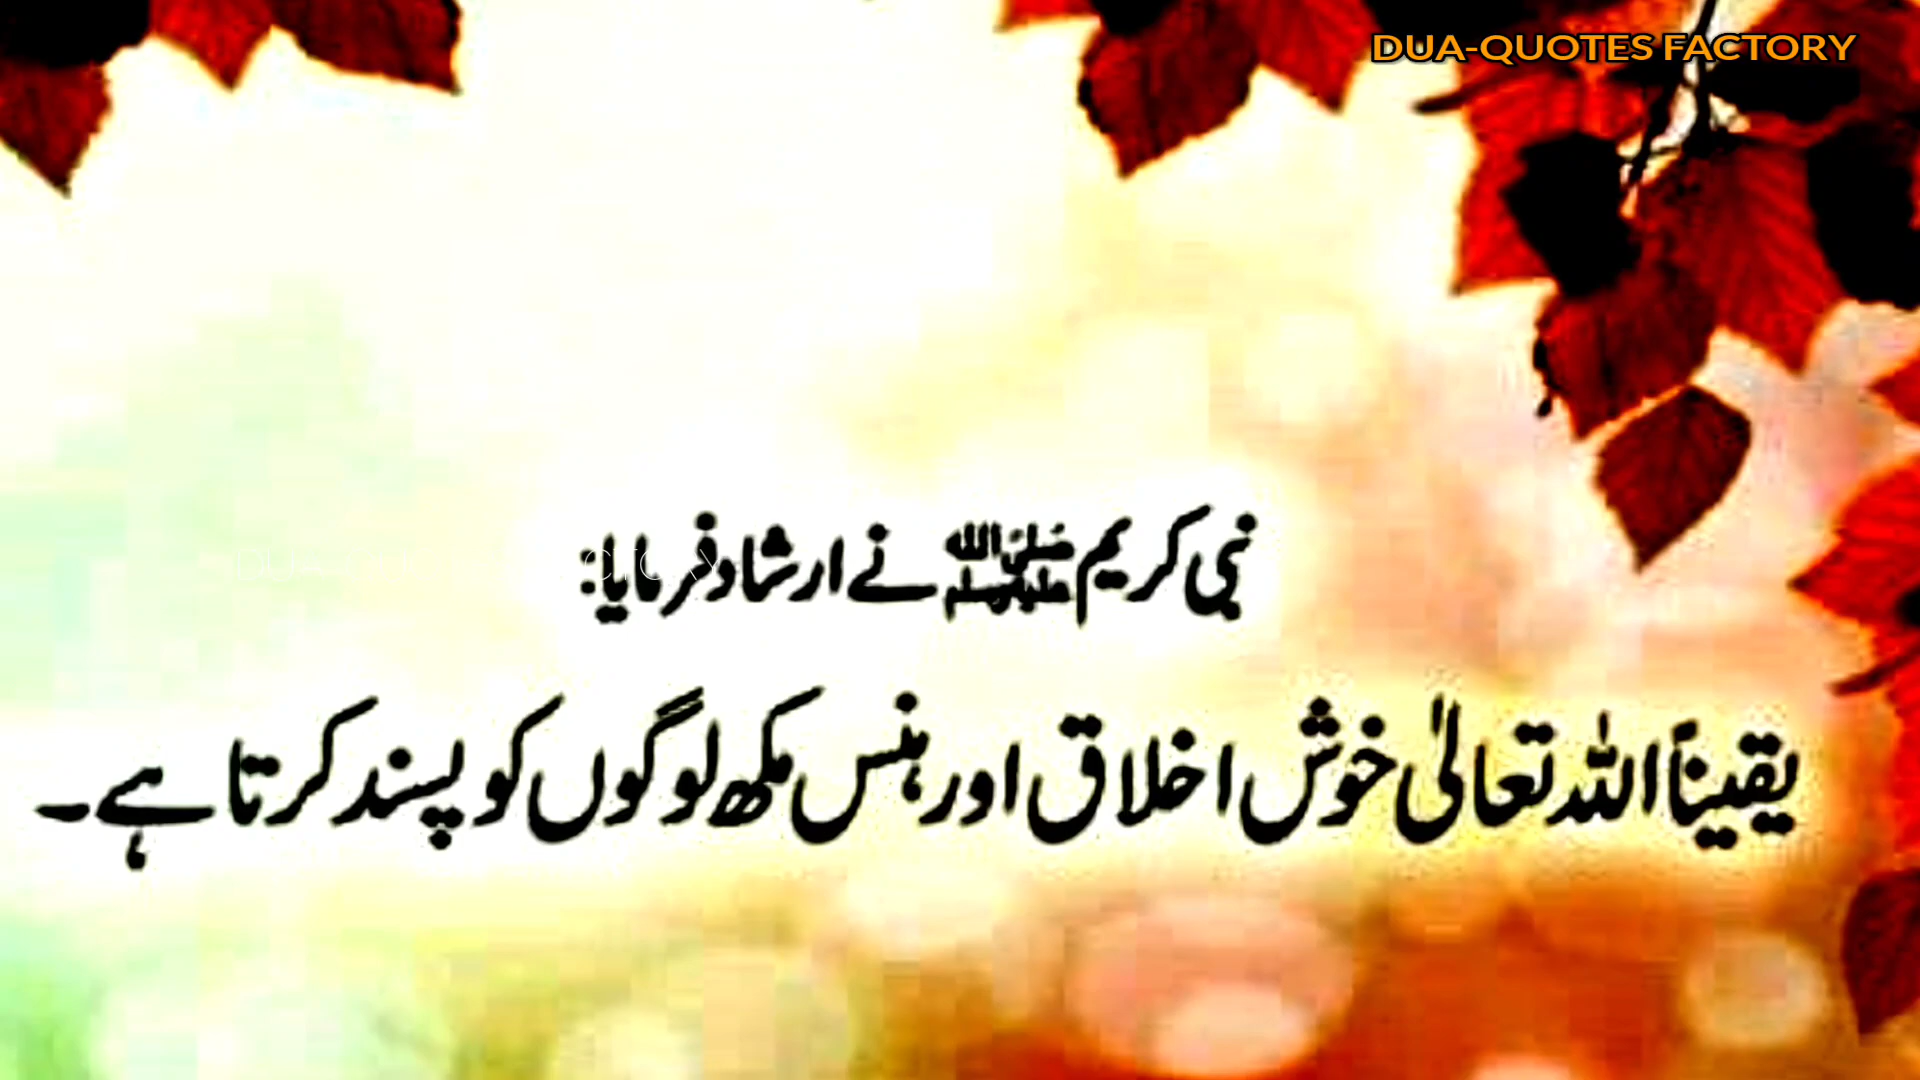 DUA-QUOTES FACTORY
نبی کریم ﷺ نے ارشاد فرمایا:
یقیناً اللہ تعالیٰ خوش اخلاق اور ہنس مکھ لوگوں کو پسند کرتا ہے۔